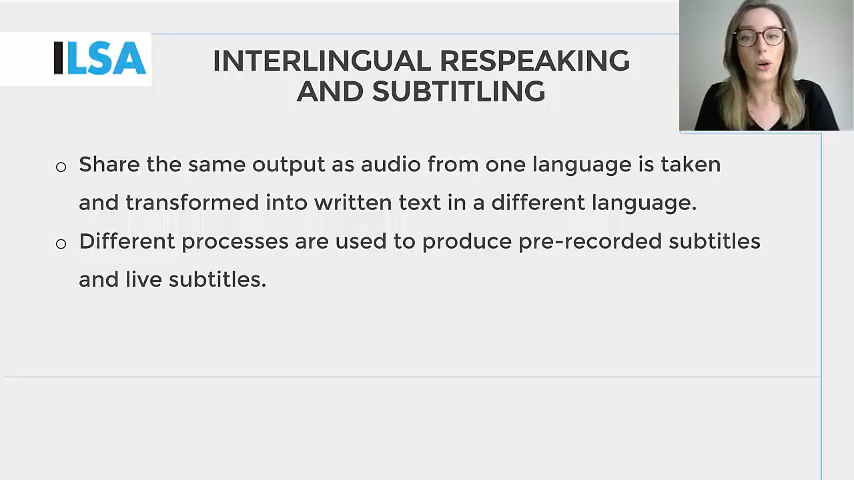 ILSA
INTERLINGUAL RESPEAKING
AND SUBTITLING
o Share the same output as audio from one language is taken
and transformed into written text in a different language.
o Different processes are used to produce pre-recorded subtitles
and live subtitles.